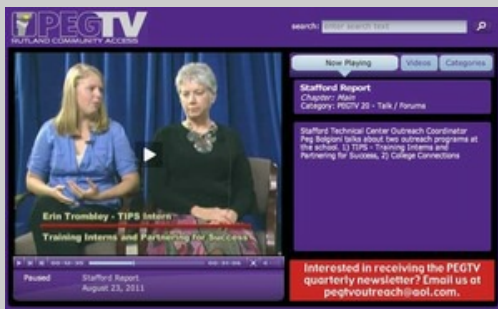 PEGTV
RUTLAND COMMUNITY ACCESS
search: enter search text
Now Playing
Videos
Categories
Stafford Report
Chapter: Main
Category: PEGTV 20 - Talk / Forums
Stafford Technical Center Outreach Coordinator
Peg Bolgioni talks about two outreach programs at
the school. 1) TIPS - Training Interns and
Partnering for Success, 2) College Connections
Erin Trombley - TIPS Intern
Training Interns and Partnering for Success
Paused
Stafford Report
August 23, 2011
Interested in receiving the PEGTV
quarterly newsletter? Email us at
pegtvoutreach@aol.com.